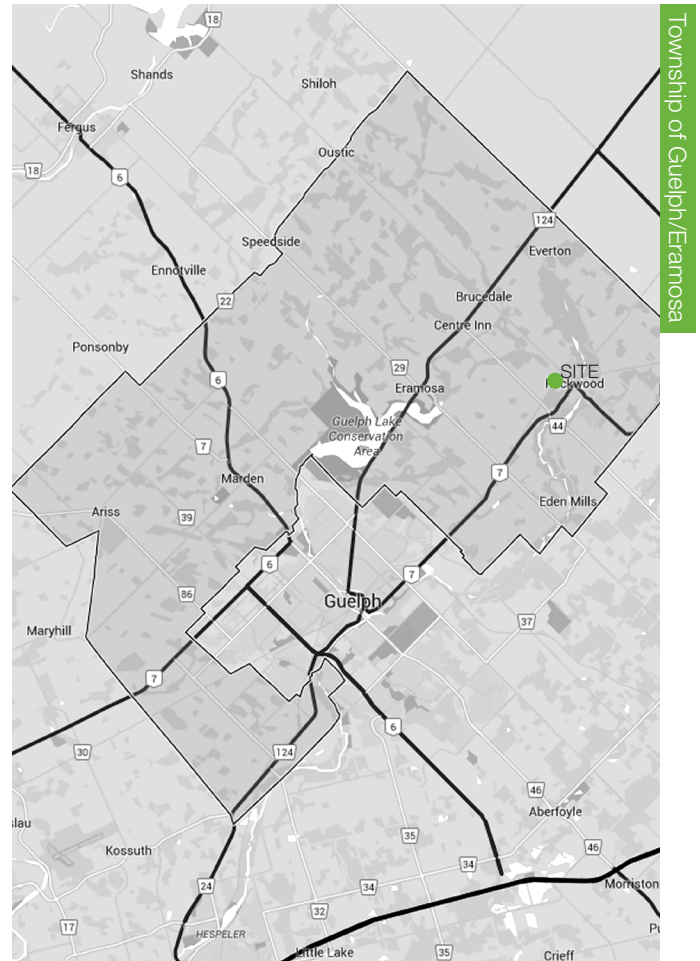 18
Shands
Shiloh
Township of Guelph/Eramosa
Fergus
Oustic
18
6
124
Speedside
Everton
Ennotville
22
Brucedale
Centre Inn
Ponsonby
29
SITE
6
Eramosa
Rockwood
Guelph Lake
Conservation
Area
44
7
7
Marden
Eden Mills
Ariss
39
6
7
86
Guelph
37
Maryhill
7
6
30
124
46
Aberfoyle
slau
35
46
Kossuth
34
24
34
Morriston
32
17
HESPELER
Little Lake
35
Crieff